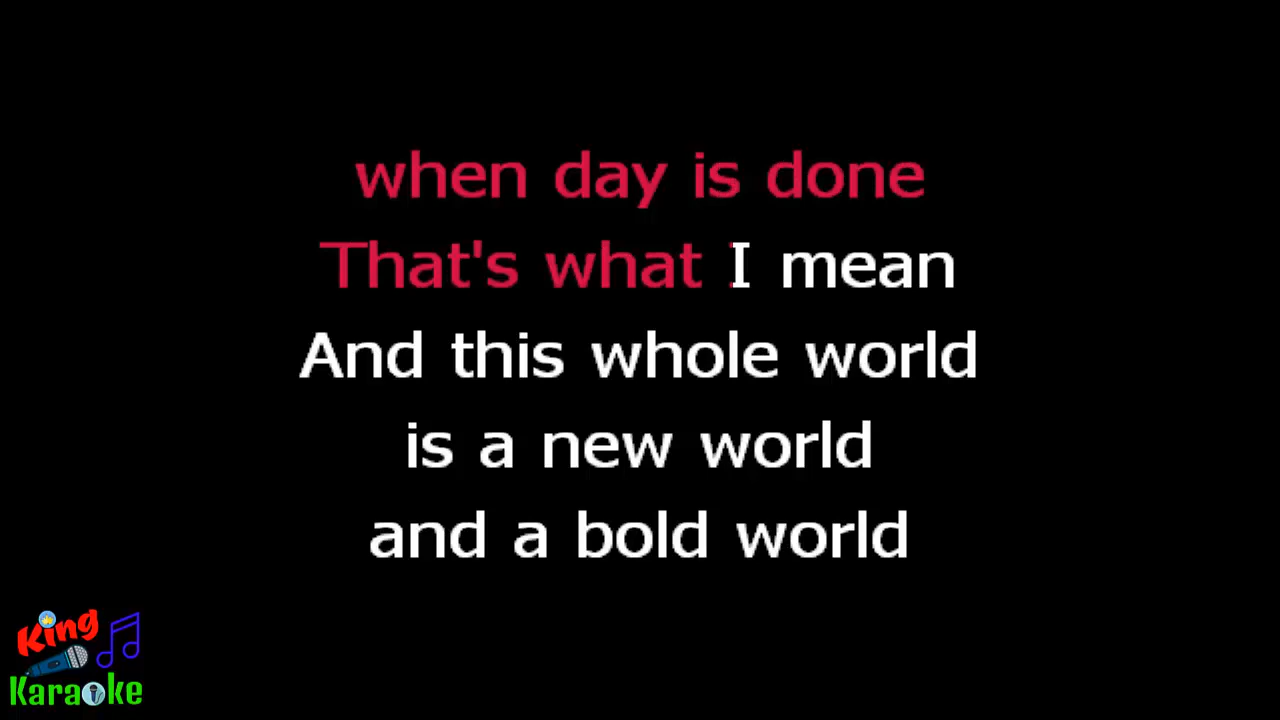 when day is done
That's what I mean
And this whole world
is a new world
and a bold world
King
Karaoke